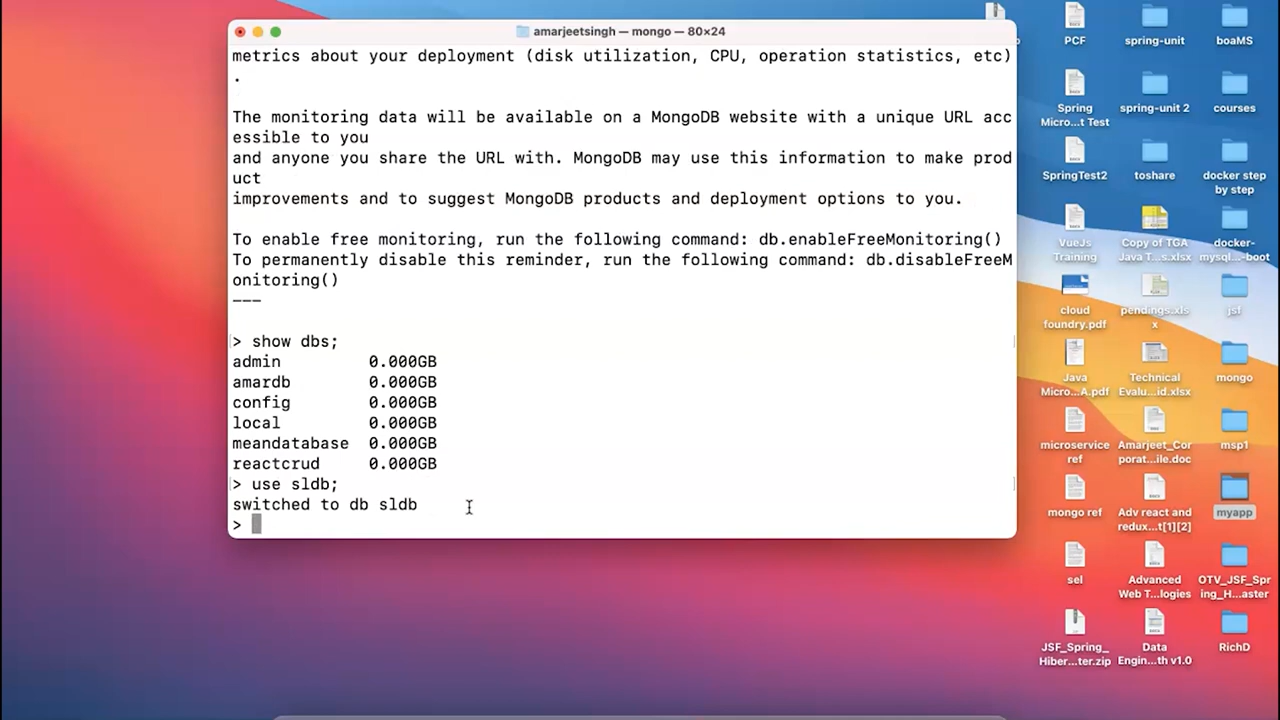 amarjeetsingh — mongo — 80×24
metrics about your deployment (disk utilization, CPU, operation statistics, etc)
.
The monitoring data will be available on a MongoDB website with a unique URL acc
essible to you
and anyone you share the URL with. MongoDB may use this information to make prod
uct
improvements and to suggest MongoDB products and deployment options to you.
To enable free monitoring, run the following command: db.enableFreeMonitoring()
To permanently disable this reminder, run the following command: db.disableFreeM
onitoring()
---
> show dbs;
admin 0.000GB
amardb 0.000GB
config 0.000GB
local 0.000GB
meandatabase 0.000GB
reactcrud 0.000GB
> use sldb;
switched to db sldb
>
PCF
spring-unit
boaMS
Spring
Micro...t Test
spring-unit 2
courses
SpringTest2
toshare
docker step
by step
VueJs
Training
Copy of TGA
Java T...s.xlsx
docker-
mysql...-boot
cloud
foundry.pdf
pendings.xls
x
jsf
Java
Micro...A.pdf
Technical
Evalu...id.xlsx
mongo
microservice
ref
Amarjeet_Cor
porat...ile.doc
msp1
mongo ref
Adv react and
redux...t[1][2]
myapp
sel
Advanced
Web T...logies
OTV_JSF_Spr
ing_H...aster
JSF_Spring_
Hiber...ter.zip
Data
Engin...th v1.0
RichD